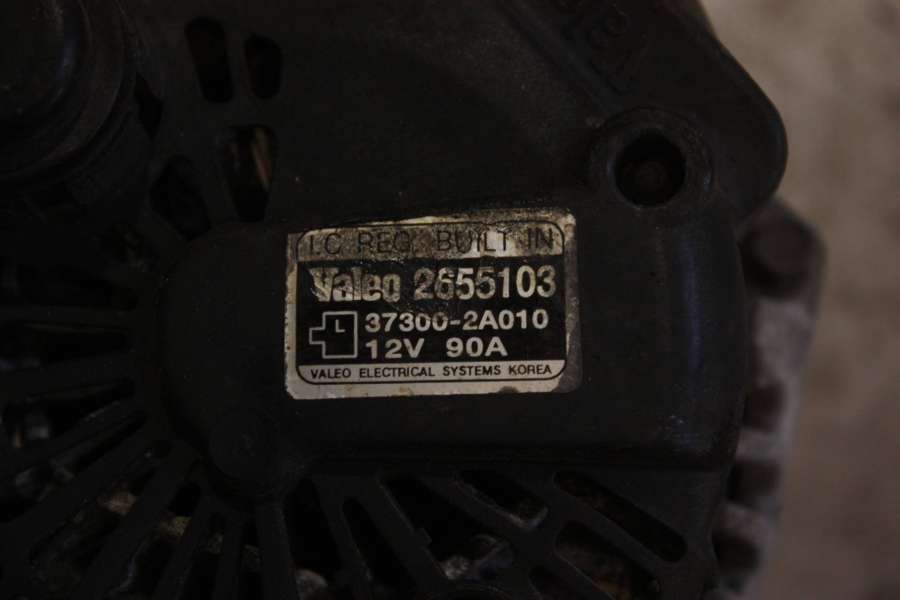 I.C REG. BUILT IN
Valeo 2655103
L 37300-2A010
12V 90A
VALEO ELECTRICAL SYSTEMS KOREA